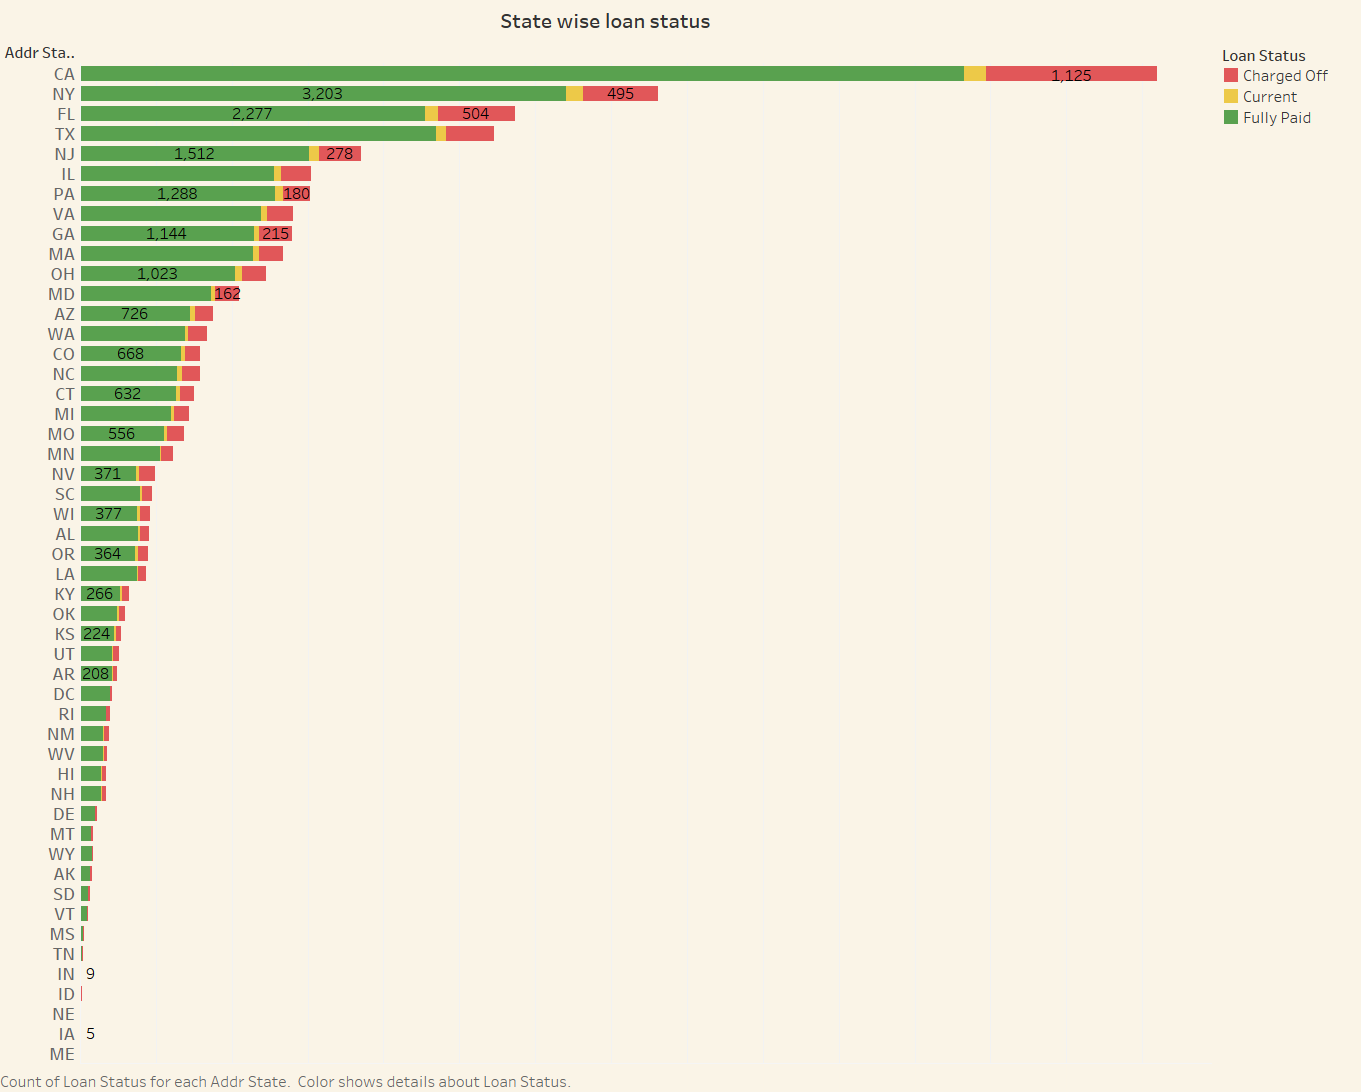 State wise loan status
Addr Sta..
Loan Status
Charged Off
Current
Fully Paid
CA 1,125
NY 3,203 495
FL 2,277 504
TX
NJ 1,512 278
IL
PA 1,288 180
VA
GA 1,144 215
MA
OH 1,023
MD 162
AZ 726
WA
CO 668
NC
CT 632
MI
MO 556
MN
NV 371
SC
WI 377
AL
OR 364
LA
KY 266
OK
KS 224
UT
AR 208
DC
RI
NM
WV
HI
NH
DE
MT
WY
AK
SD
VT
MS
TN
IN 9
ID
NE
IA 5
ME
Count of Loan Status for each Addr State. Color shows details about Loan Status.